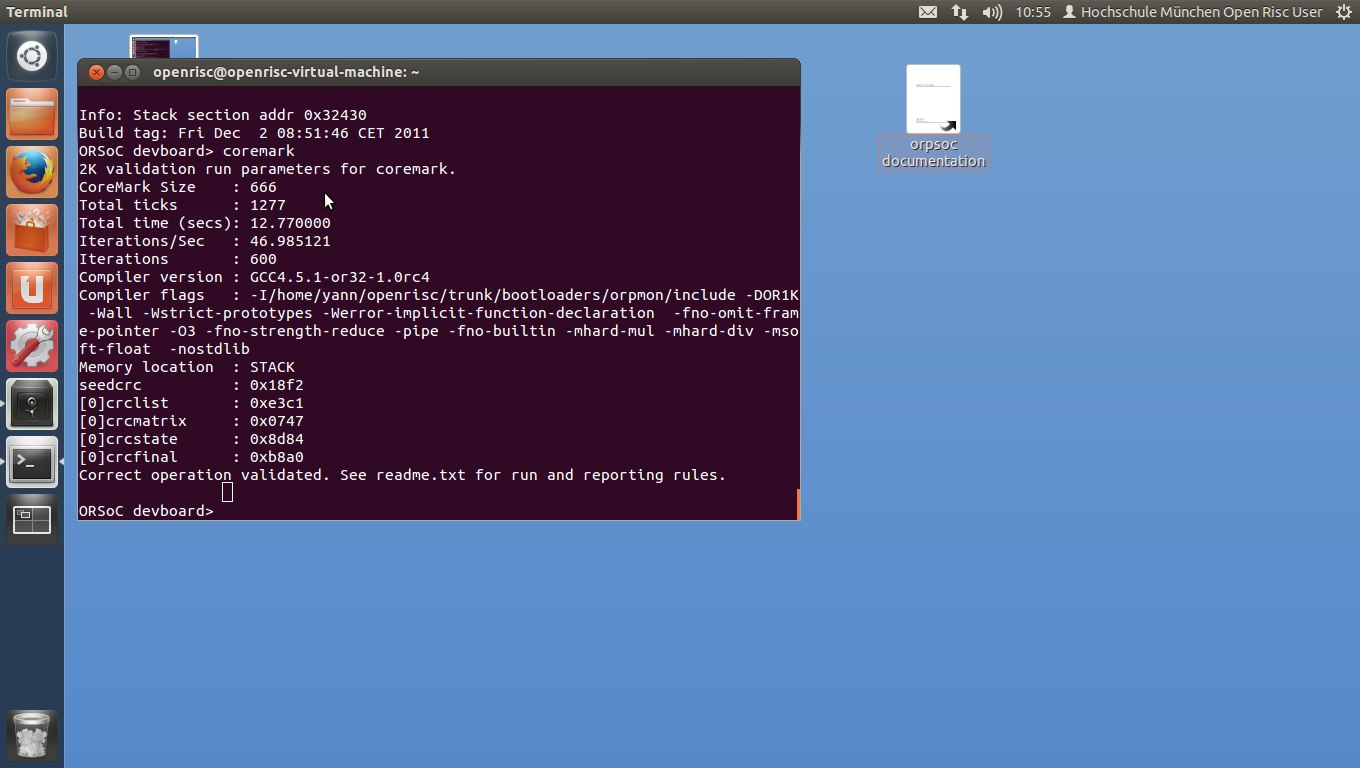 Terminal
10:55 Hochschule München Open Risc User
openrisc@openrisc-virtual-machine: ~
Info: Stack section addr 0x32430
Build tag: Fri Dec  2 08:51:46 CET 2011
ORSoC devboard> coremark
2K validation run parameters for coremark.
CoreMark Size    : 666
Total ticks      : 1277
Total time (secs): 12.770000
Iterations/Sec   : 46.985121
Iterations       : 600
Compiler version : GCC4.5.1-or32-1.0rc4
Compiler flags   : -I/home/yann/openrisc/trunk/bootloaders/orpmon/include -DOR1K
 -Wall -Wstrict-prototypes -Werror-implicit-function-declaration  -fno-omit-fram
e-pointer -O3 -fno-strength-reduce -pipe -fno-builtin -mhard-mul -mhard-div -mso
ft-float  -nostdlib
Memory location  : STACK
seedcrc          : 0x18f2
[0]crclist       : 0xe3c1
[0]crcmatrix     : 0x0747
[0]crcstate      : 0x8d84
[0]crcfinal      : 0xb8a0
Correct operation validated. See readme.txt for run and reporting rules.
ORSoC devboard>
orpsoc
documentation